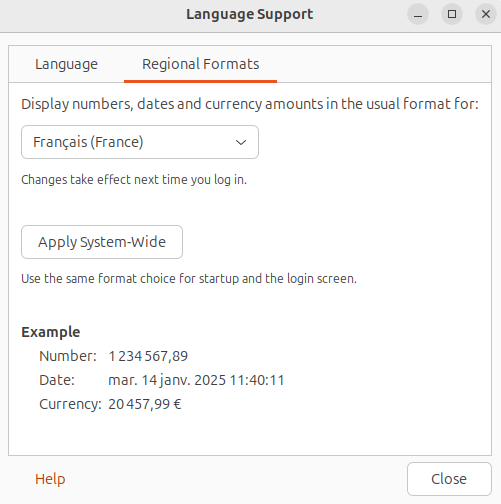 Language Support
Language Regional Formats
Display numbers, dates and currency amounts in the usual format for:
Français (France)
Changes take effect next time you log in.
Apply System-Wide
Use the same format choice for startup and the login screen.
Example
Number: 1 234 567,89
Date: mar. 14 janv. 2025 11:40:11
Currency: 20 457,99 €
Help Close